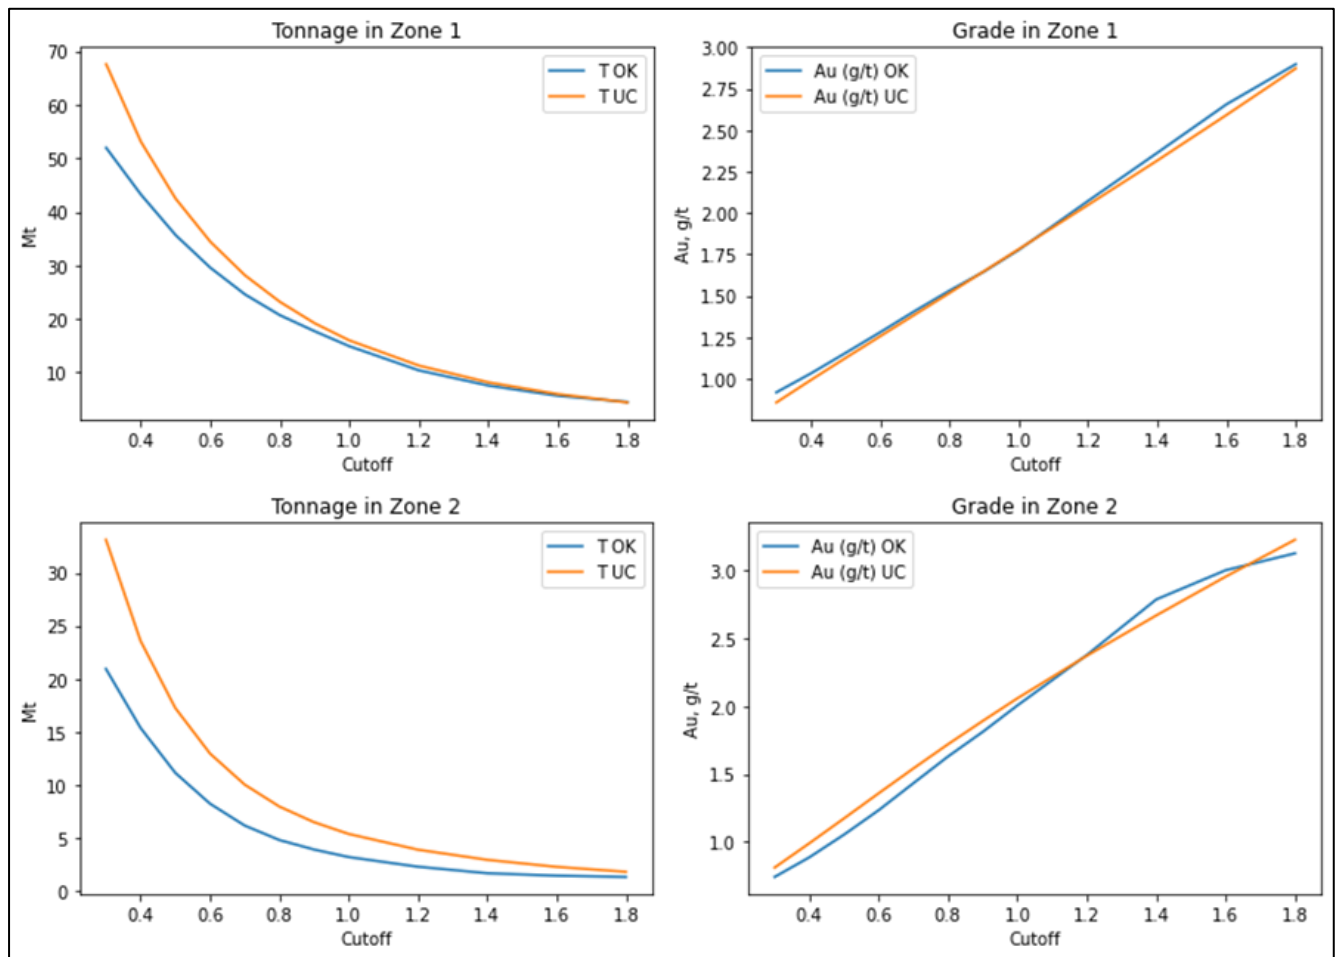 Tonnage in Zone 1
70
60
50
40
30
20
10
Mt
T OK
T UC
0.4 0.6 0.8 1.0 1.2 1.4 1.6 1.8
Cutoff
Grade in Zone 1
3.00
2.75
2.50
2.25
2.00
1.75
1.50
1.25
1.00
Au, g/t
Au (g/t) OK
Au (g/t) UC
0.4 0.6 0.8 1.0 1.2 1.4 1.6 1.8
Cutoff
Tonnage in Zone 2
30
25
20
15
10
5
0
Mt
T OK
T UC
0.4 0.6 0.8 1.0 1.2 1.4 1.6 1.8
Cutoff
Grade in Zone 2
3.0
2.5
2.0
1.5
1.0
Au, g/t
Au (g/t) OK
Au (g/t) UC
0.4 0.6 0.8 1.0 1.2 1.4 1.6 1.8
Cutoff